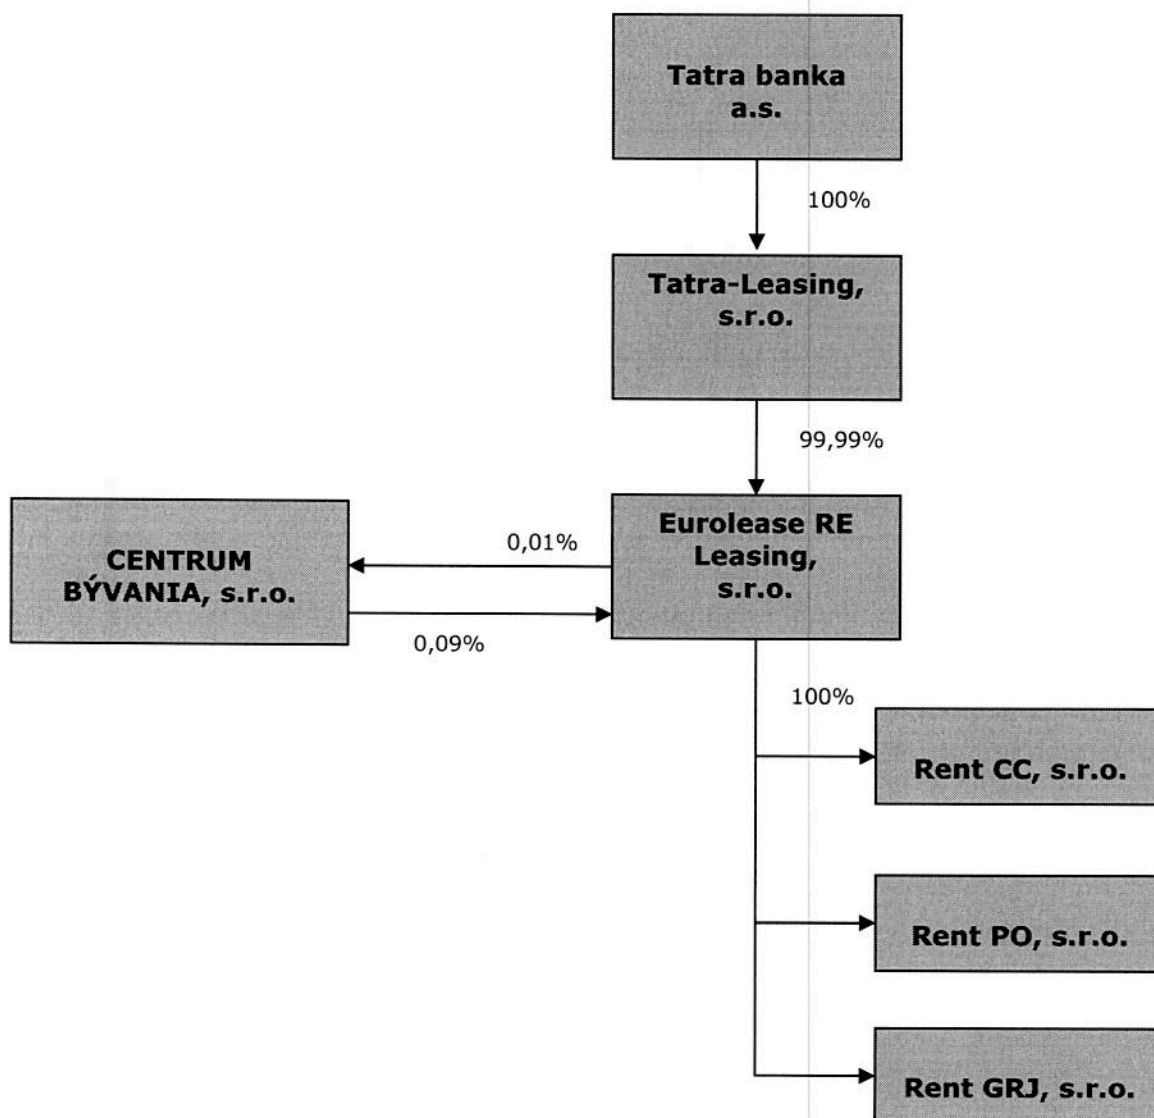 Tatra banka
a.s.
100%
Tatra-Leasing,
s.r.o.
99,99%
Eurolease RE
Leasing,
s.r.o.
0,01%
CENTRUM
BÝVANIA, s.r.o.
0,09%
100%
Rent CC, s.r.o.
Rent PO, s.r.o.
Rent GRJ, s.r.o.